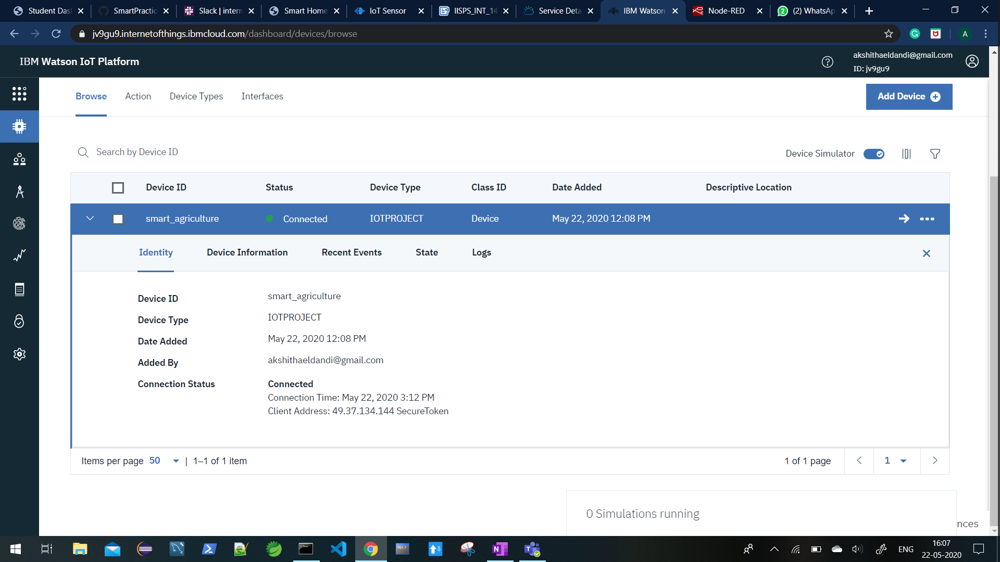 Student Das
SmartPractic
Slack | intern
Smart Home
IoT Sensor
IISPS_INT_14
Service Deta
IBM Watson
Node-RED
(2) WhatsAp
jv9gu9.internetofthings.ibmcloud.com/dashboard/devices/browse
A
IBM Watson IoT Platform
akshithaeldandi@gmail.com
ID: jv9gu9
Browse Action Device Types Interfaces
Add Device
Search by Device ID
Device Simulator
Device ID Status Device Type Class ID Date Added Descriptive Location
smart_agriculture Connected IOTPROJECT Device May 22, 2020 12:08 PM
Identity Device Information Recent Events State Logs
Device ID smart_agriculture
Device Type IOTPROJECT
Date Added May 22, 2020 12:08 PM
Added By akshithaeldandi@gmail.com
Connection Status Connected
Connection Time: May 22, 2020 3:12 PM
Client Address: 49.37.134.144 SecureToken
Items per page 50 | 1–1 of 1 item
1 of 1 page 1
0 Simulations running
nces
SQL>
N
T
ENG
16:07
22-05-2020